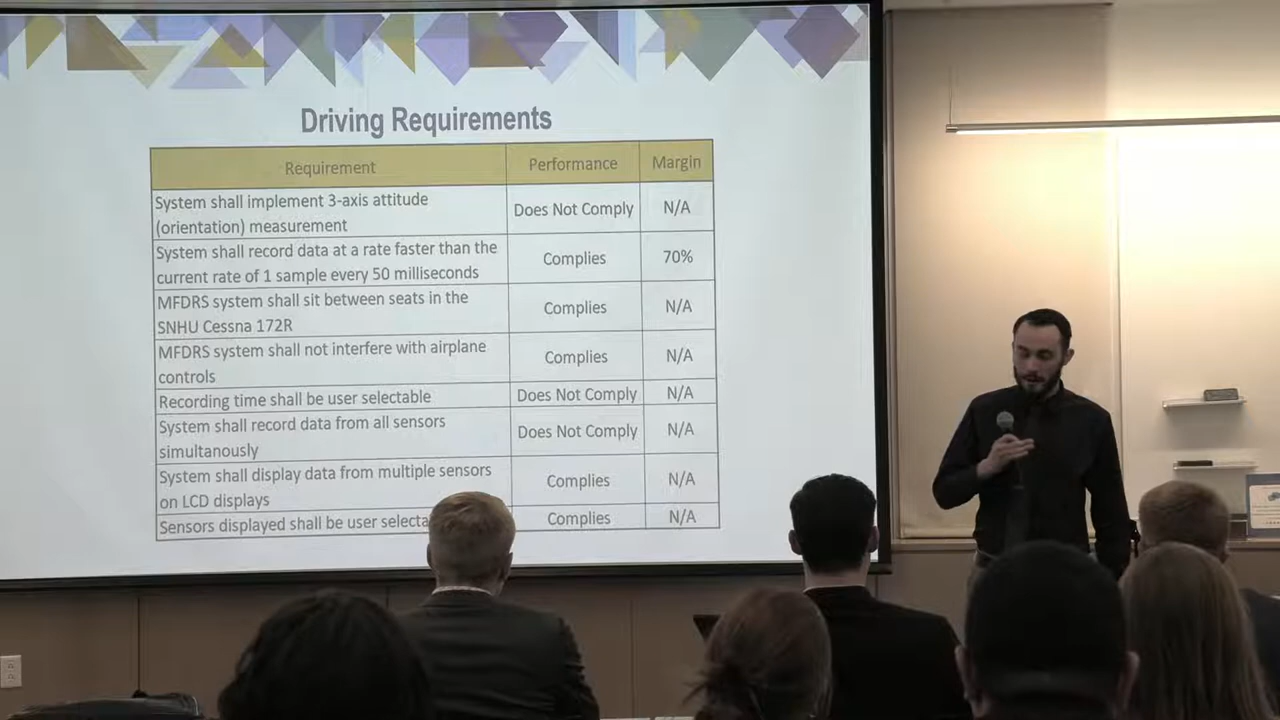 Driving Requirements
Requirement Performance Margin
System shall implement 3-axis attitude
(orientation) measurement
Does Not Comply N/A
System shall record data at a rate faster than the
current rate of 1 sample every 50 milliseconds
Complies 70%
MFDRS system shall sit between seats in the
SNHU Cessna 172R
Complies N/A
MFDRS system shall not interfere with airplane
controls
Complies N/A
Recording time shall be user selectable Does Not Comply N/A
System shall record data from all sensors
simultaneously
Does Not Comply N/A
System shall display data from multiple sensors
on LCD displays
Complies N/A
Sensors displayed shall be user selecta Complies N/A